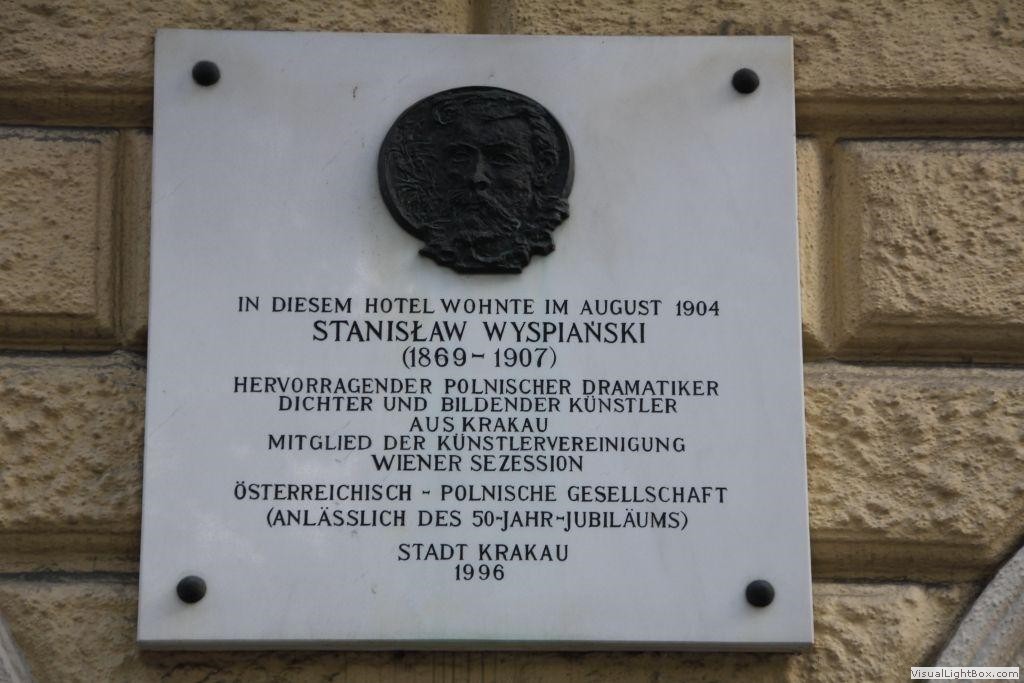 IN DIESEM HOTEL WOHNTE IM AUGUST 1904
STANISŁAW WYSPIAŃSKI
(1869-1907)
HERVORRAGENDER POLNISCHER DRAMATIKER
DICHTER UND BILDENDER KÜNSTLER
AUS KRAKAU
MITGLIED DER KÜNSTLERVEREINIGUNG
WIENER SEZESSION
ÖSTERREICHISCH - POLNISCHE GESELLSCHAFT
(ANLÄSSLICH DES 50-JAHR-JUBILÄUMS)
STADT KRAKAU
1996
VisualLightBox.com